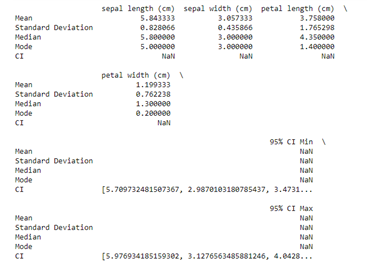 sepal length (cm) sepal width (cm) petal length (cm) \
Mean 5.843333 3.057333 3.758000
Standard Deviation 0.828066 0.435866 1.765298
Median 5.800000 3.000000 4.350000
Mode 5.000000 3.000000 1.400000
CI NaN NaN NaN
petal width (cm) \
Mean 1.199333
Standard Deviation 0.762238
Median 1.300000
Mode 0.200000
CI NaN
95% CI Min \
Mean NaN
Standard Deviation NaN
Median NaN
Mode NaN
CI [5.709732481507367, 2.9870103180785437, 3.4731...
95% CI Max
Mean NaN
Standard Deviation NaN
Median NaN
Mode NaN
CI [5.976934185159302, 3.1276563485881246, 4.0428...